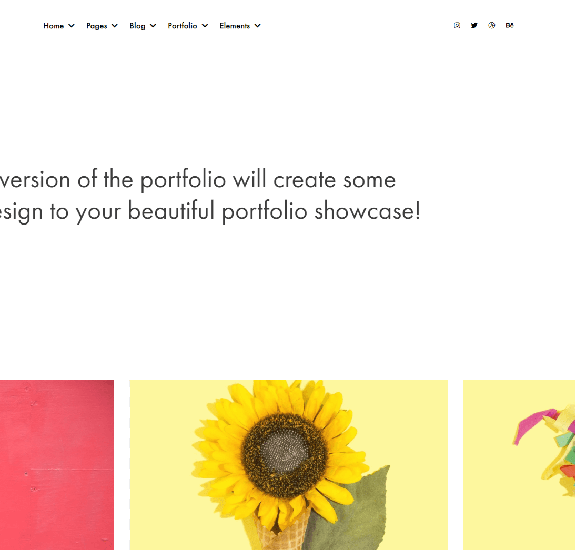 Home Pages Blog Portfolio Elements
version of the portfolio will create some
esign to your beautiful portfolio showcase!